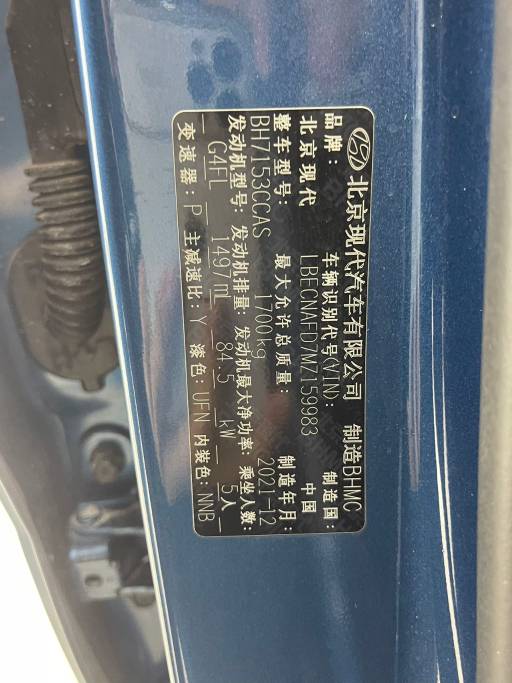 北京现代汽车有限公司 制造BHMC
品牌: 车辆识别代号(VIN): 制造国:
北京现代 LBECNAFD7MZ159983 中国
整车型号: 最大允许总质量: 制造年月:
BH7153CCAS 1700kg 2021-12
发动机型号: 发动机排量: 发动机最大净功率: 乘坐人数:
G4FL 1497mL 84.5 kW 5人
变速器: P 主减速比: Y 漆色: UFN 内装色: NNB